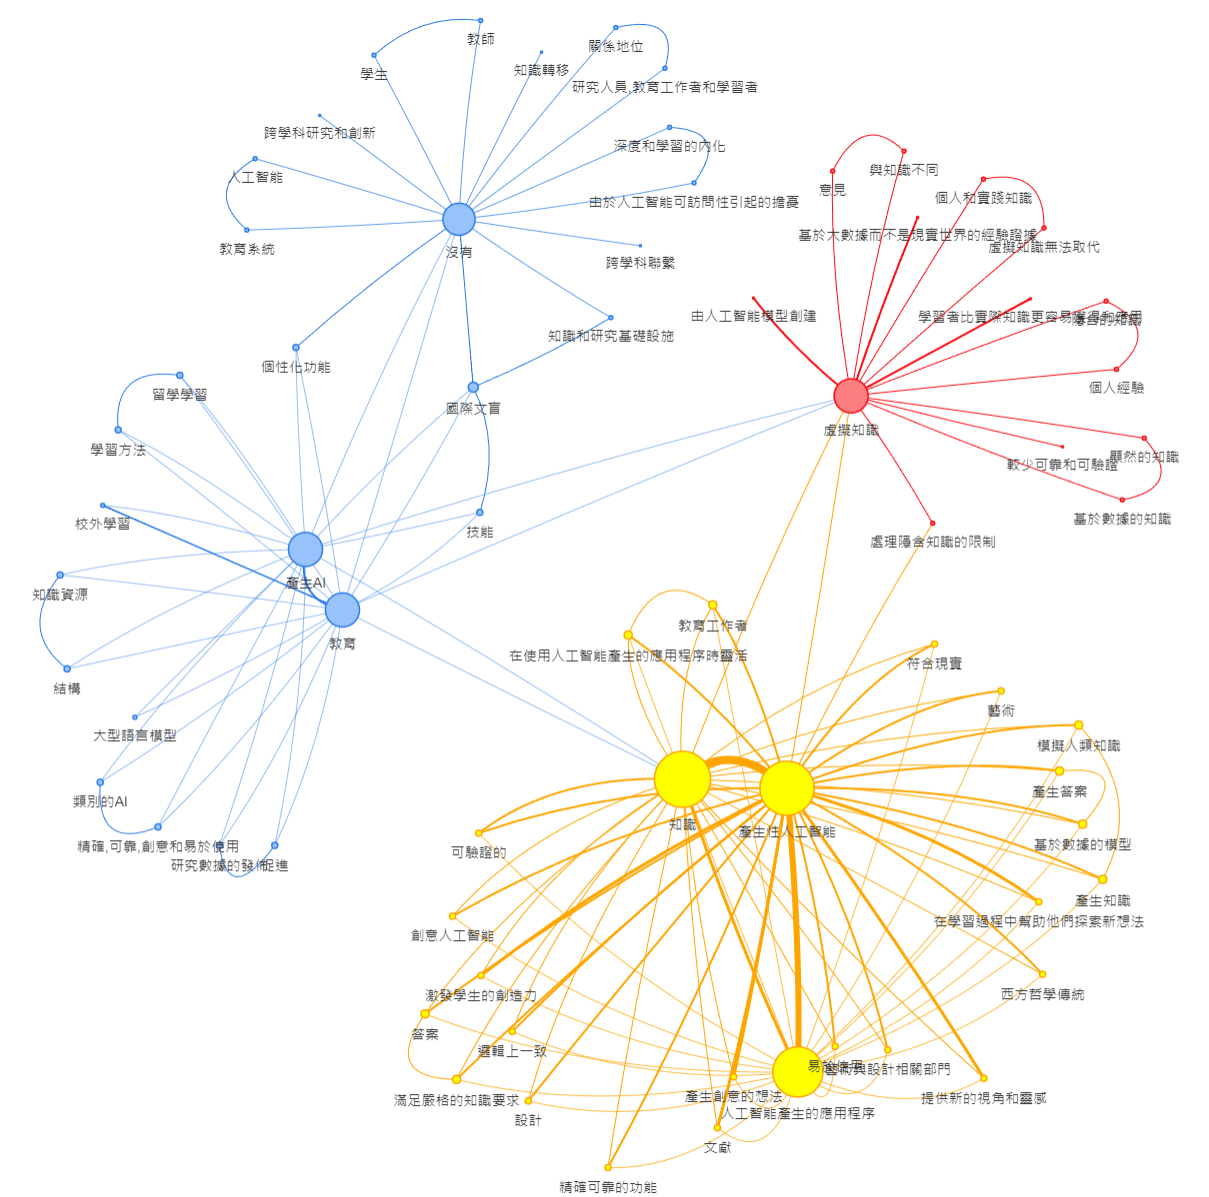 教師
關係地位
學生
知識轉移
研究人員,教育工作者和學習者
跨學科研究和創新
深度和學習的內化
人工智能
由於人工智能可訪問性引起的擔憂
教育系統
沒有
跨學科聯繫
知識和研究基礎設施
個性化功能
國際文盲
留學學習
學習方法
校外學習
技能
產生AI
知識資源
教育
結構
大型語言模型
類別的AI
精確,可靠,創意和易於使用
研究數據的發佈
促進
與知識不同
意見
個人和實踐知識
基於大數據而不是現實世界的經驗證據
虛擬知識無法取代
由人工智能模型創建
學習者比實際知識更容易獲得和應用
隱含的知識
個人經驗
虛擬知識
顯然的知識
較少可靠和可驗證
基於數據的知識
處理隱含知識的限制
教育工作者
在使用人工智能產生的應用程序時靈活
符合現實
藝術
模擬人類知識
產生答案
知識
產生性人工智能
基於數據的模型
可驗證的
產生知識
在學習過程中幫助他們探索新想法
創意人工智能
激發學生的創造力
西方哲學傳統
答案
邏輯上一致
易於使用
藝術與設計相關部門
滿足嚴格的知識要求
產生創意的想法
提供新的視角和靈感
設計
人工智能產生的應用程序
文獻
精確可靠的功能